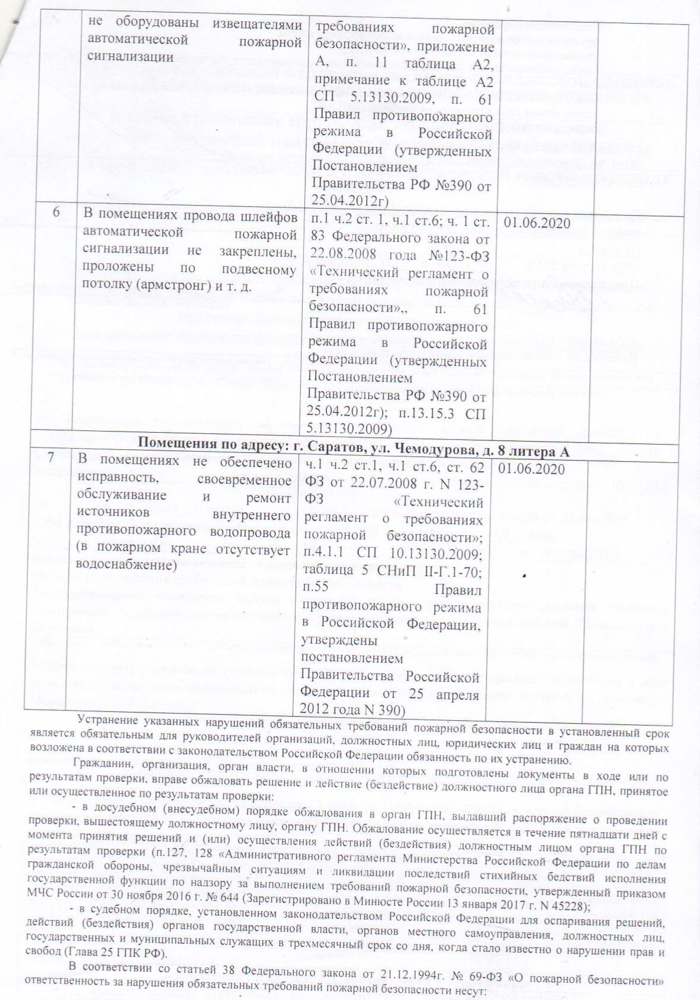 не оборудованы извещателями
автоматической пожарной
сигнализации
требованиях пожарной
безопасности», приложение
А, п. 11 таблица А2,
примечание к таблице А2
СП 5.13130.2009, п. 61
Правил противопожарного
режима в Российской
Федерации (утвержденных
Постановлением
Правительства РФ №390 от
25.04.2012г)
6
В помещениях провода шлейфов
автоматической пожарной
сигнализации не закреплены,
проложены по подвесному
потолку (армстронг) и т. д.
п.1 ч.2 ст. 1, ч.1 ст.6; ч. 1 ст.
83 Федерального закона от
22.08.2008 года №123-ФЗ
«Технический регламент о
требованиях пожарной
безопасности»,, п. 61
Правил противопожарного
режима в Российской
Федерации (утвержденных
Постановлением
Правительства РФ №390 от
25.04.2012г); п.13.15.3 СП
5.13130.2009)
01.06.2020
Помещения по адресу: г. Саратов, ул. Чемодурова, д. 8 литера А
7
В помещениях не обеспечено
исправность, своевременное
обслуживание и ремонт
источников внутреннего
противопожарного водопровода
(в пожарном кране отсутствует
водоснабжение)
ч.1 ч.2 ст.1, ч.1 ст.6, ст. 62
ФЗ от 22.07.2008 г. N 123-
ФЗ «Технический
регламент о требованиях
пожарной безопасности»;
п.4.1.1 СП 10.13130.2009;
таблица 5 СНиП II-Г.1-70;
п.55 Правил
противопожарного режима
в Российской Федерации,
утверждены
постановлением
Правительства Российской
Федерации от 25 апреля
2012 года N 390)
01.06.2020
Устранение указанных нарушений обязательных требований пожарной безопасности в установленный срок
является обязательным для руководителей организаций, должностных лиц, юридических лиц и граждан на которых
возложена в соответствии с законодательством Российской Федерации обязанность по их устранению.
Гражданин, организация, орган власти, в отношении которых подготовлены документы в ходе или по
результатам проверки, вправе обжаловать решение и действие (бездействие) должностного лица органа ГПН, принятое
или осуществленное по результатам проверки:
- в досудебном (внесудебном) порядке обжалования в орган ГПН, выдавший распоряжение о проведении
проверки, вышестоящему должностному лицу, органу ГПН. Обжалование осуществляется в течение пятнадцати дней с
момента принятия решений и (или) осуществления действий (бездействия) должностным лицом органа ГПН по
результатам проверки (п.127, 128 «Административного регламента Министерства Российской Федерации по делам
гражданской обороны, чрезвычайным ситуациям и ликвидации последствий стихийных бедствий исполнения
государственной функции по надзору за выполнением требований пожарной безопасности, утвержденный приказом
МЧС России от 30 ноября 2016 г. № 644 (Зарегистрировано в Минюсте России 13 января 2017 г. N 45228);
- в судебном порядке, установленном законодательством Российской Федерации для оспаривания решений,
действий (бездействия) органов государственной власти, органов местного самоуправления, должностных лиц,
государственных и муниципальных служащих в трехмесячный срок со дня, когда стало известно о нарушении прав и
свобод (Глава 25 ГПК РФ).
В соответствии со статьей 38 Федерального закона от 21.12.1994г. № 69-ФЗ «О пожарной безопасности»
ответственность за нарушения обязательных требований пожарной безопасности несут: